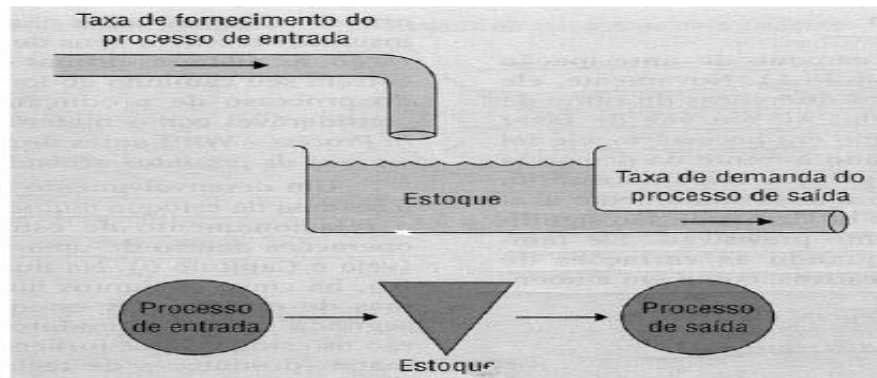 Taxa de fornecimento do
processo de entrada
Estoque
Taxa de demanda do
processo de saída
Processo
de entrada
Processo
de saída
Estoque